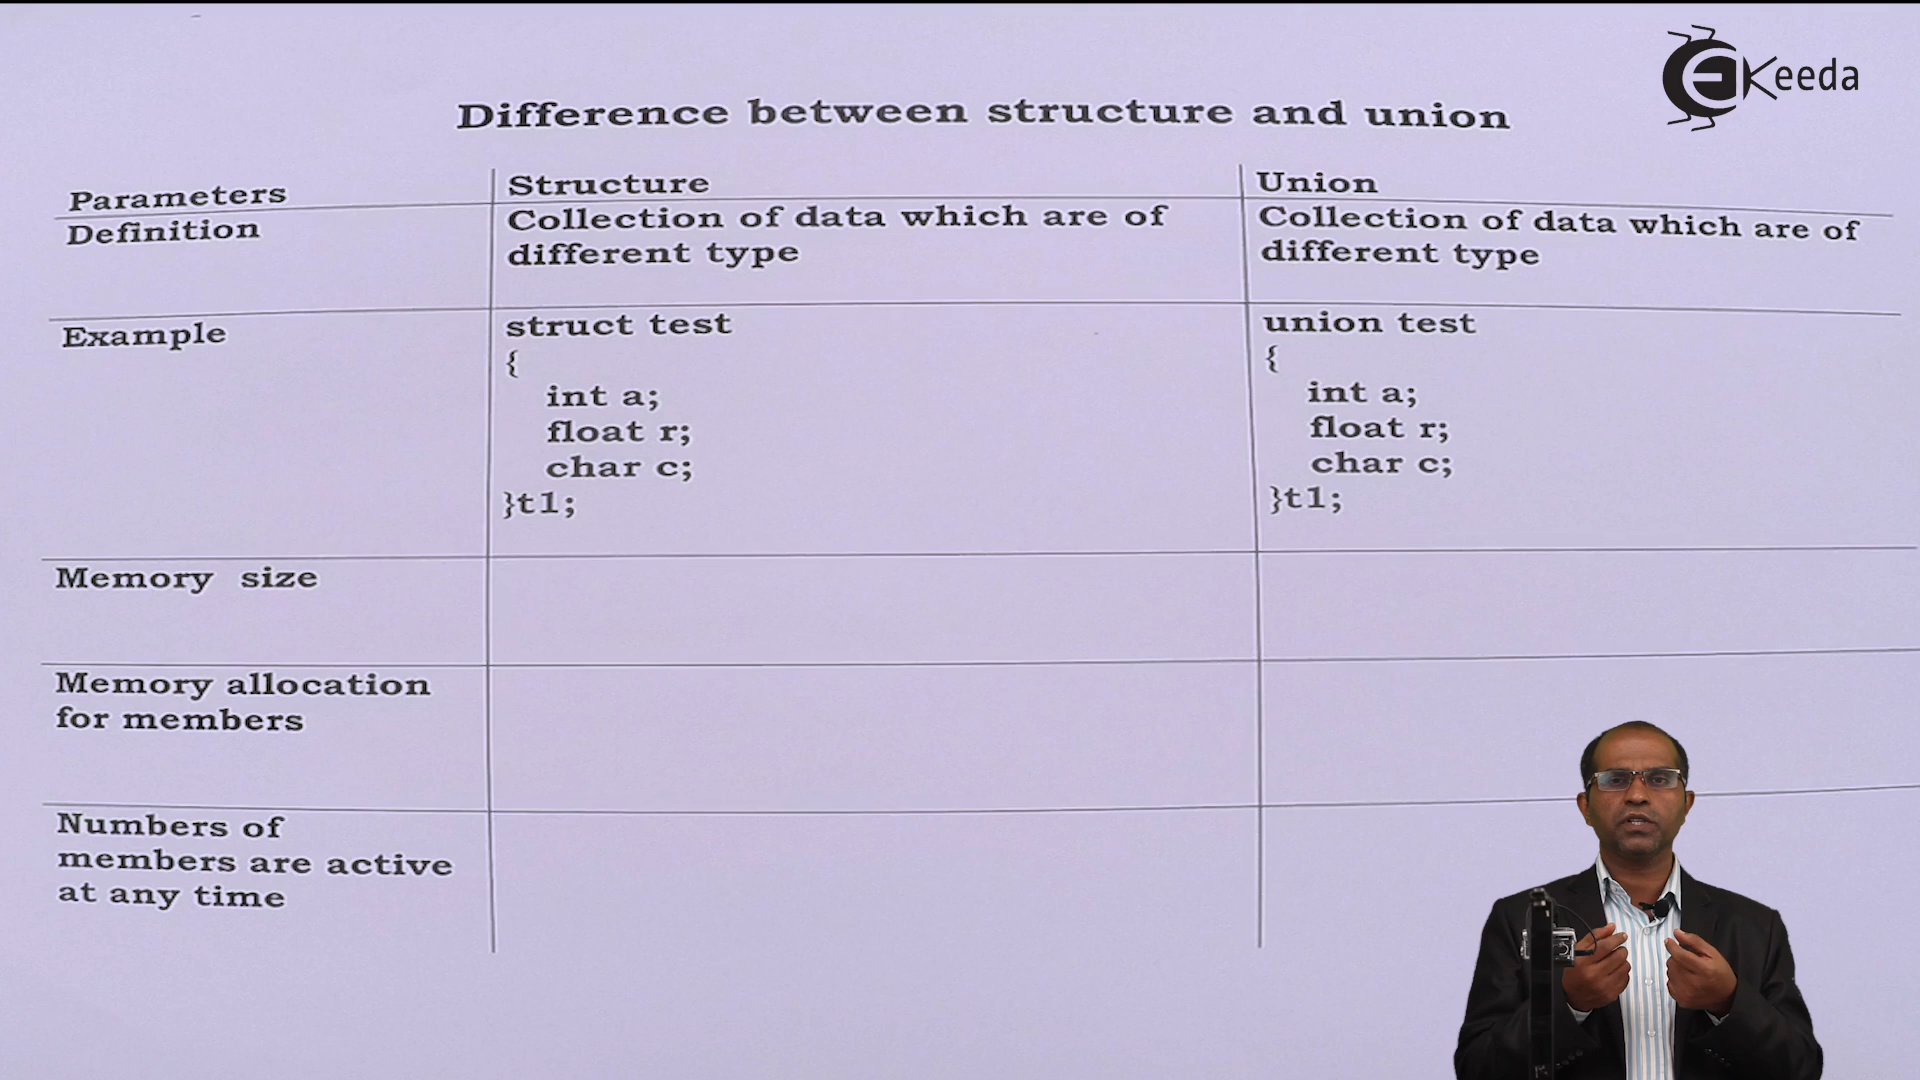 EKeeda
Difference between structure and union
Parameters
Structure
Union
Definition
Collection of data which are of
different type
Collection of data which are of
different type
Example
struct test
{
int a;
float r;
char c;
}t1;
union test
{
int a;
float r;
char c;
}t1;
Memory size
Memory allocation
for members
Numbers of
members are active
at any time